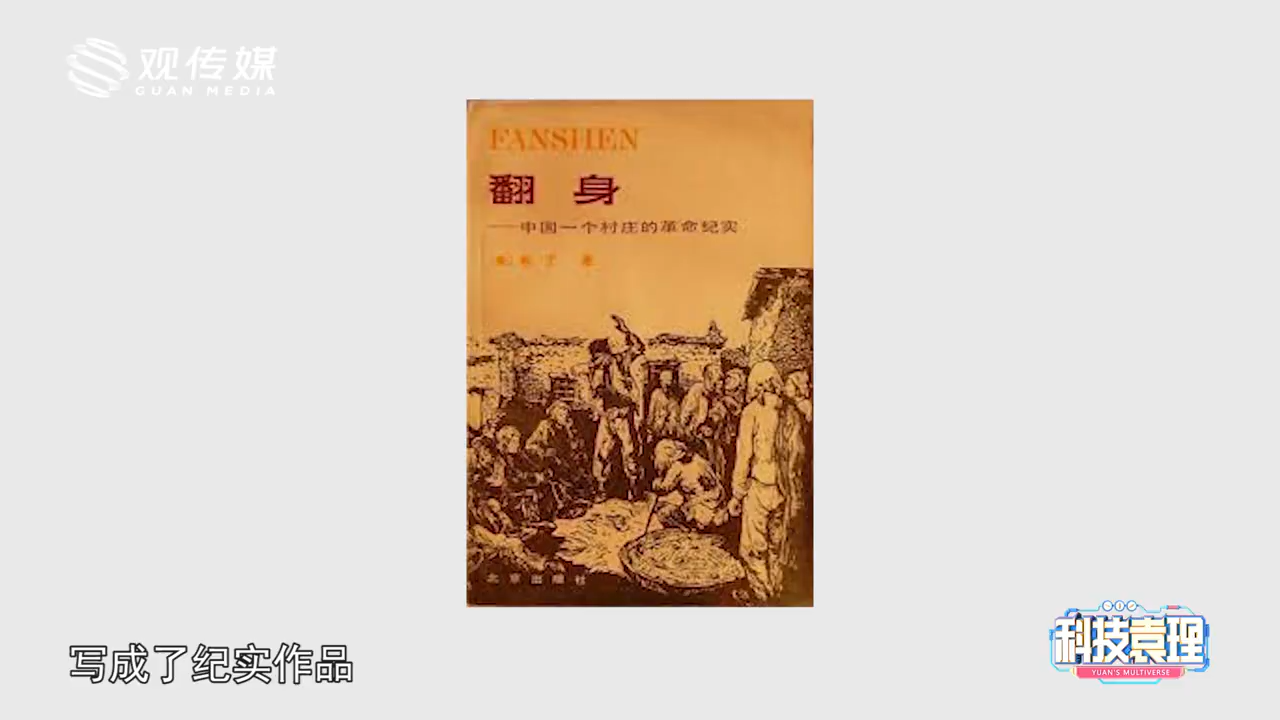 观传媒
GUAN MEDIA
FANSHEN
翻身
——中国一个村庄的革命纪实
北京出版社
写成了纪实作品
科技袁理
YUAN'S MULTIVERSE